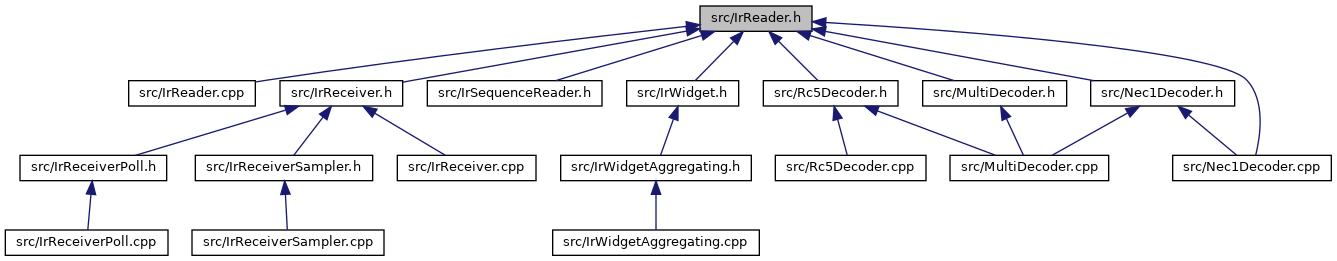 src/IrReader.h
src/IrReader.cpp
src/IrReceiver.h
src/IrSequenceReader.h
src/IrWidget.h
src/Rc5Decoder.h
src/MultiDecoder.h
src/Nec1Decoder.h
src/IrReceiverPoll.h
src/IrReceiverSampler.h
src/IrReceiver.cpp
src/IrWidgetAggregating.h
src/Rc5Decoder.cpp
src/MultiDecoder.cpp
src/Nec1Decoder.cpp
src/IrReceiverPoll.cpp
src/IrReceiverSampler.cpp
src/IrWidgetAggregating.cpp